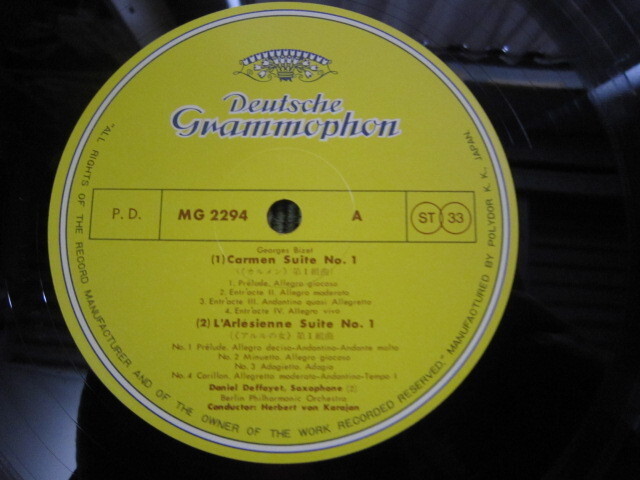 Deutsche
Grammophon
P. D. MG 2294 A ST 33
Georges Bizet
(1) Carmen Suite No. 1
(《カルメン》第1組曲)
1. Prélude. Allegro giocoso
2. Entr'acte II. Allegro moderato
3. Entr'acte III. Andantino quasi Allegretto
4. Entr'acte IV. Allegro vivo
(2) L'Arlésienne Suite No. 1
(《アルルの女》第1組曲)
No. 1 Prélude. Allegro deciso-Andantino-Andante molto
No. 2 Minuetto. Allegro giocoso
No. 3 Adagietto. Adagio
No. 4 Carillon. Allegretto moderato-Andantino-Tempo I
Daniel Deffayet, Saxophone (2)
Berlin Philharmonic Orchestra
Conductor: Herbert von Karajan
"ALL RIGHTS OF THE RECORD MANUFACTURER AND OF THE OWNER OF THE WORK RECORDED RESERVED." MANUFACTURED BY POLYDOR K. K., JAPAN.